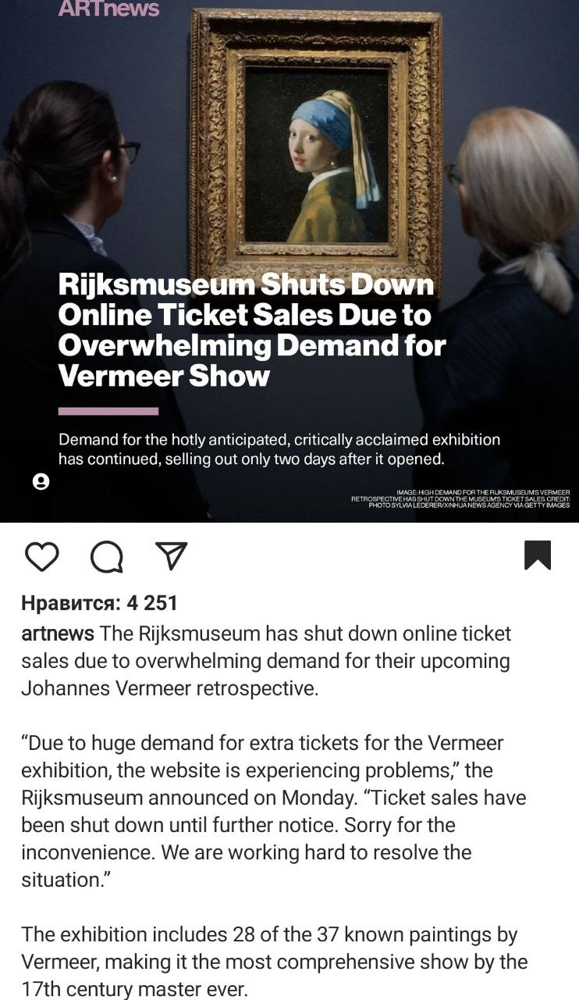 ARTnews
Rijksmuseum Shuts Down
Online Ticket Sales Due to
Overwhelming Demand for
Vermeer Show
Demand for the hotly anticipated, critically acclaimed exhibition
has continued, selling out only two days after it opened.
IMAGE: HIGH DEMAND FOR THE RIJKSMUSEUM'S VERMEER
RETROSPECTIVE HAS SHUT DOWN THE MUSEUM'S TICKET SALES. CREDIT:
PHOTO SYLVIA LEDERER/XINHUA NEWS AGENCY VIA GETTY IMAGES
Нравится: 4 251
artnews The Rijksmuseum has shut down online ticket
sales due to overwhelming demand for their upcoming
Johannes Vermeer retrospective.
“Due to huge demand for extra tickets for the Vermeer
exhibition, the website is experiencing problems,” the
Rijksmuseum announced on Monday. “Ticket sales have
been shut down until further notice. Sorry for the
inconvenience. We are working hard to resolve the
situation.”
The exhibition includes 28 of the 37 known paintings by
Vermeer, making it the most comprehensive show by the
17th century master ever.